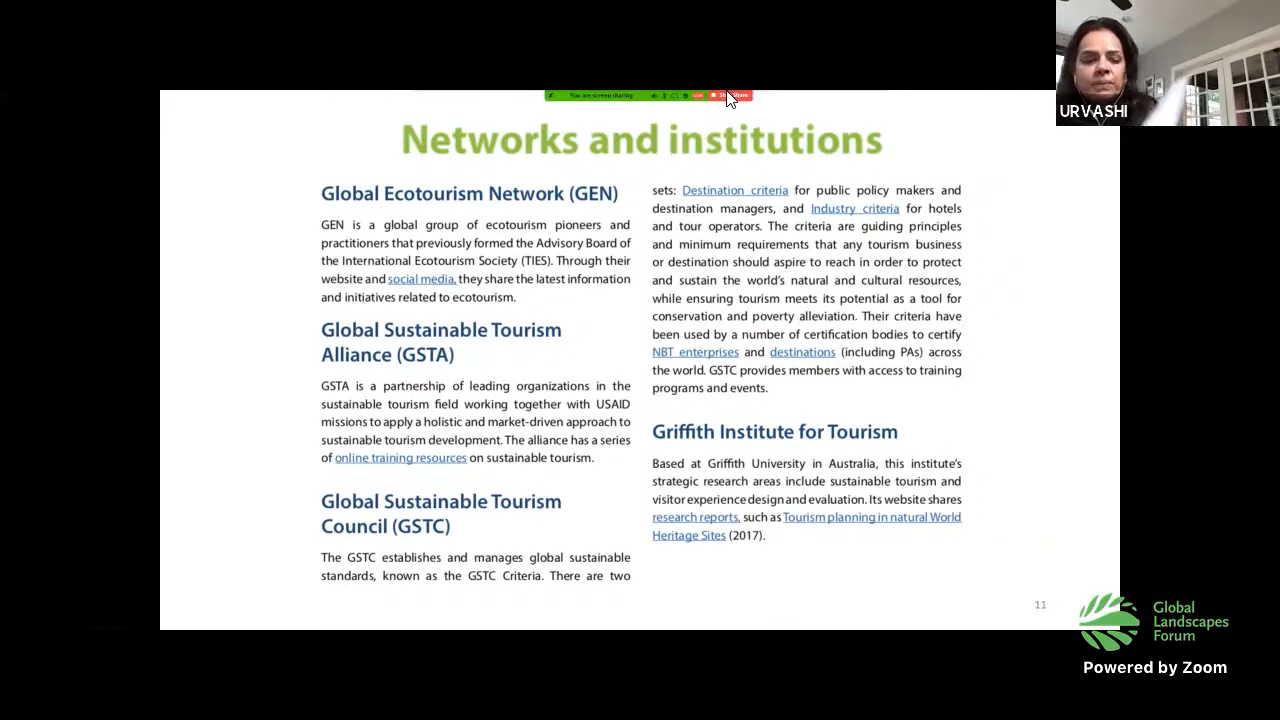 You are screen sharing
Stop Share
URVASHI
Networks and institutions
Global Ecotourism Network (GEN)
GEN is a global group of ecotourism pioneers and
practitioners that previously formed the Advisory Board of
the International Ecotourism Society (TIES). Through their
website and social media, they share the latest information
and initiatives related to ecotourism.
Global Sustainable Tourism
Alliance (GSTA)
GSTA is a partnership of leading organizations in the
sustainable tourism field working together with USAID
missions to apply a holistic and market-driven approach to
sustainable tourism development. The alliance has a series
of online training resources on sustainable tourism.
Global Sustainable Tourism
Council (GSTC)
The GSTC establishes and manages global sustainable
standards, known as the GSTC Criteria. There are two
sets: Destination criteria for public policy makers and
destination managers, and Industry criteria for hotels
and tour operators. The criteria are guiding principles
and minimum requirements that any tourism business
or destination should aspire to reach in order to protect
and sustain the world's natural and cultural resources,
while ensuring tourism meets its potential as a tool for
conservation and poverty alleviation. Their criteria have
been used by a number of certification bodies to certify
NBT enterprises and destinations (including PAs) across
the world. GSTC provides members with access to training
programs and events.
Griffith Institute for Tourism
Based at Griffith University in Australia, this institute's
strategic research areas include sustainable tourism and
visitor experience design and evaluation. Its website shares
research reports, such as Tourism planning in natural World
Heritage Sites (2017).
11
Global
Landscapes
Forum
Powered by Zoom